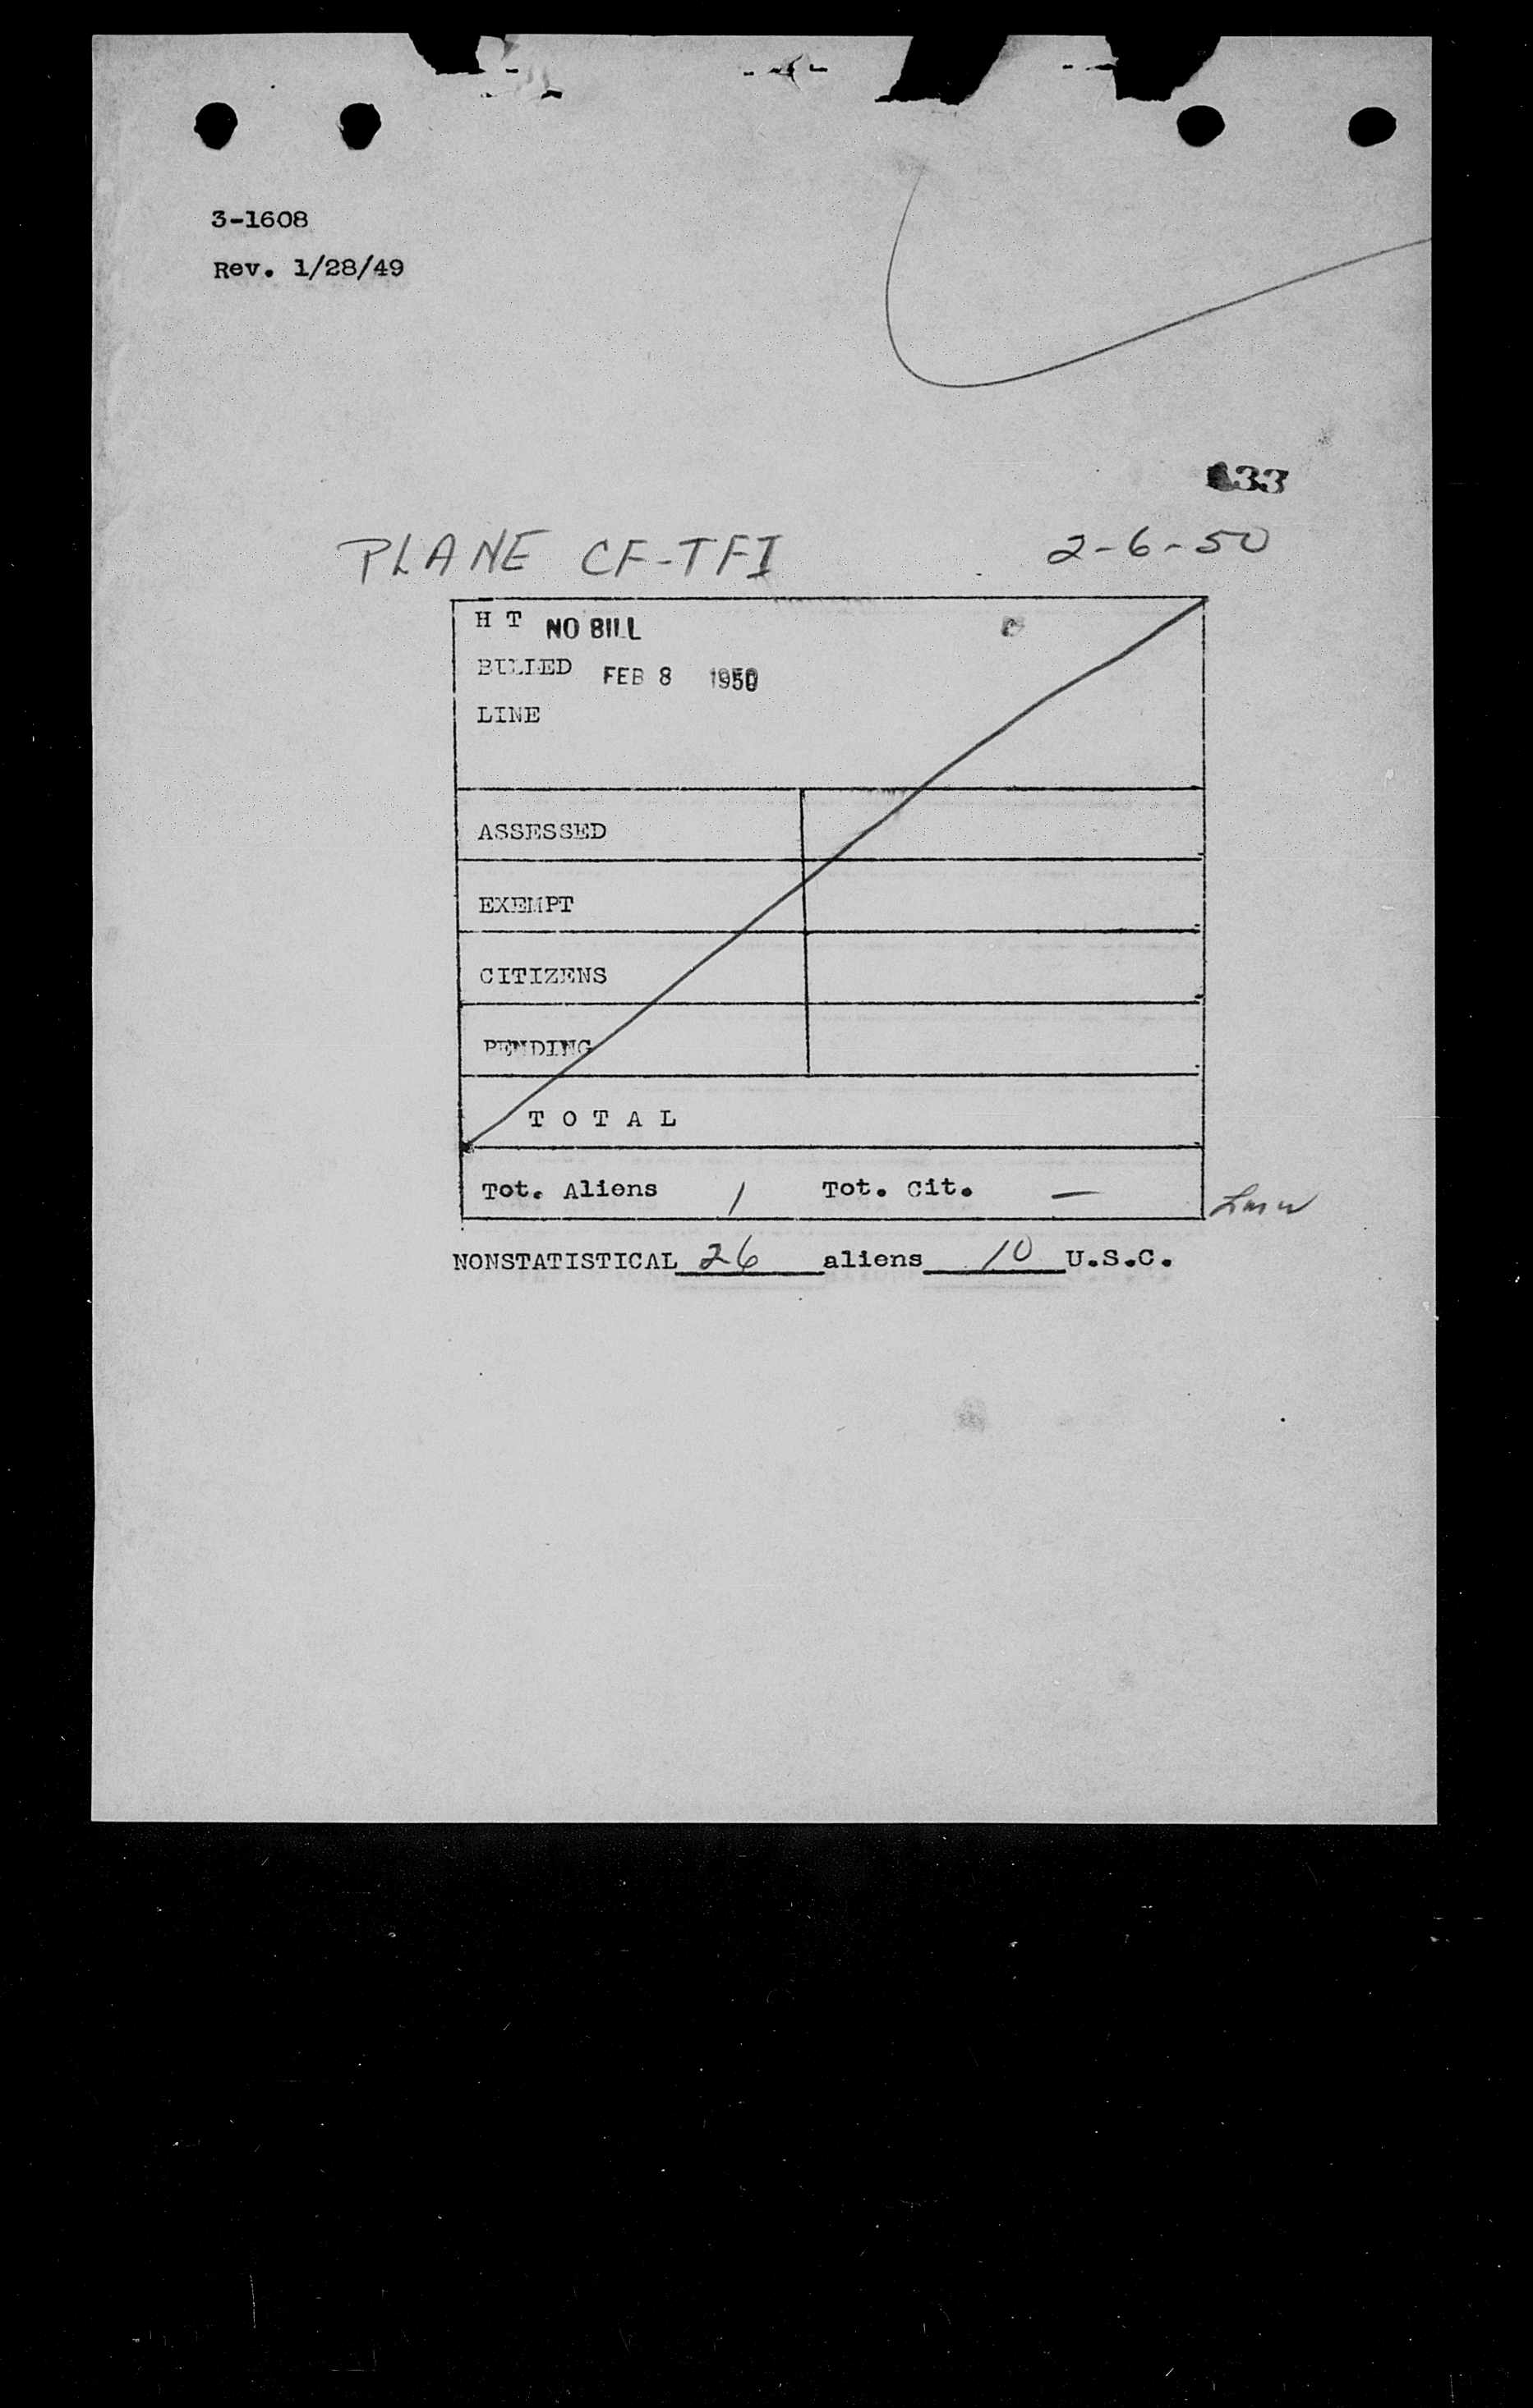 3-1608
Rev. 1/28/49
33
PLANE CF-TFI 2-6-50
H T NO BILL
BILLED FEB 8 1950
LINE
ASSESSED
EXEMPT
CITIZENS
PENDING
T O T A L
Tot. Aliens 1 Tot. Cit. —
NONSTATISTICAL 26 aliens 10 U.S.C.